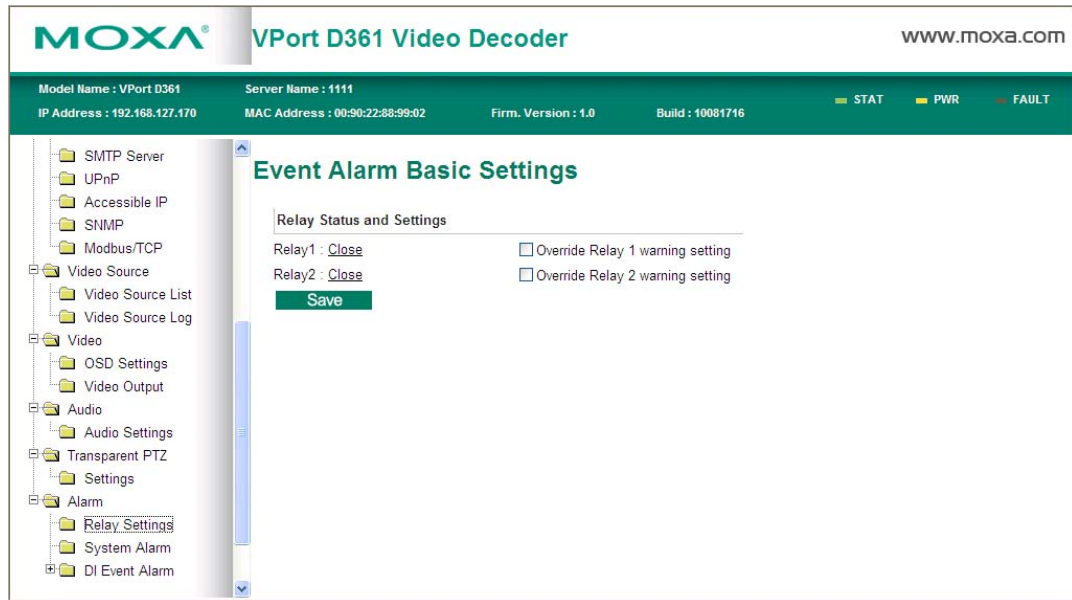 MOXA®
VPort D361 Video Decoder
www.moxa.com
Model Name : VPort D361
Server Name : 1111
IP Address : 192.168.127.170
MAC Address : 00:90:22:88:99:02
Firm. Version : 1.0
Build : 10081716
STAT
PWR
FAULT
SMTP Server
UPnP
Accessible IP
SNMP
Modbus/TCP
Video Source
Video Source List
Video Source Log
Video
OSD Settings
Video Output
Audio
Audio Settings
Transparent PTZ
Settings
Alarm
Relay Settings
System Alarm
DI Event Alarm
Event Alarm Basic Settings
Relay Status and Settings
Relay1 : Close
Override Relay 1 warning setting
Relay2 : Close
Override Relay 2 warning setting
Save